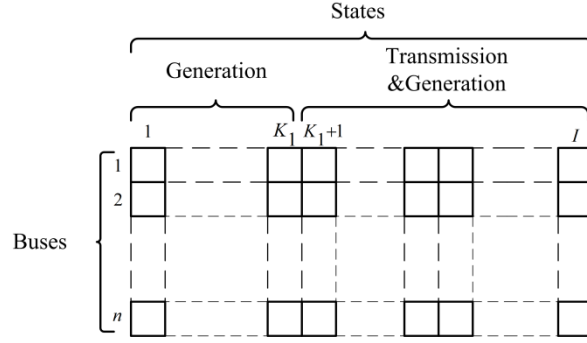 States
Generation
Transmission
&Generation
1
K₁
K₁+1
I
1
2
Buses
n